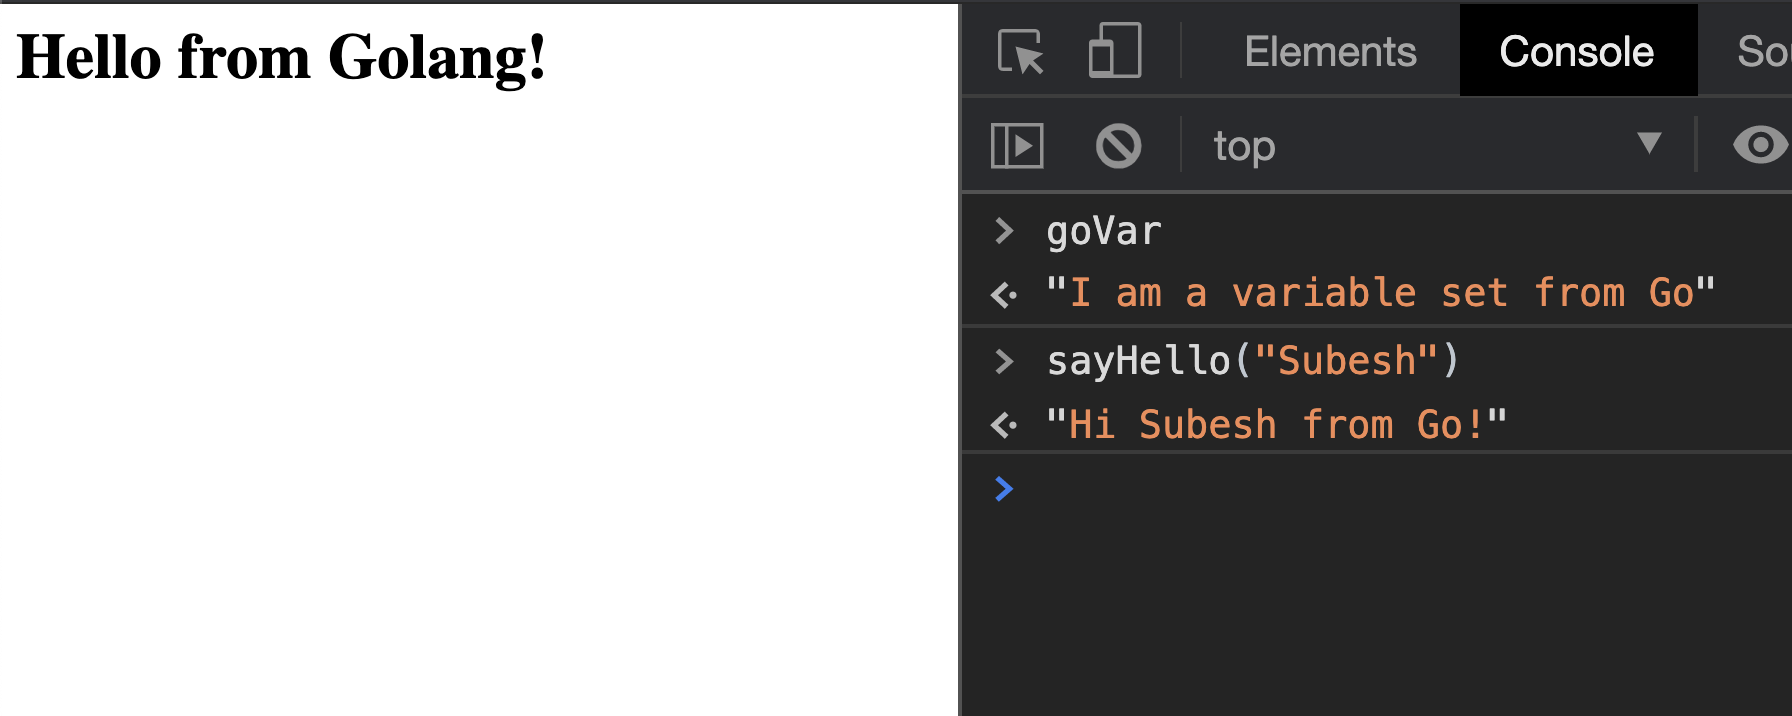 Hello from Golang!
Elements Console So
top
goVar
"I am a variable set from Go"
sayHello("Subesh")
"Hi Subesh from Go!"